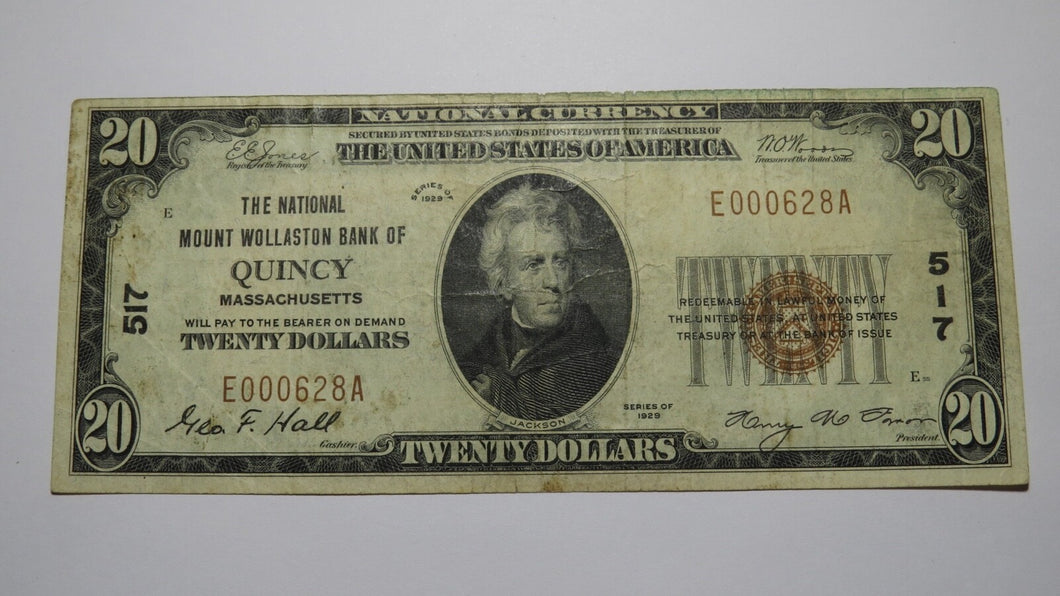 NATIONAL CURRENCY
SECURED BY UNITED STATES BONDS DEPOSITED WITH THE TREASURER OF
THE UNITED STATES OF AMERICA
20
20
E E Jones
Register of the Treasury
W.O. Woods
Treasurer of the United States
SERIES OF
1929
E
THE NATIONAL
MOUNT WOLLASTON BANK OF
QUINCY
MASSACHUSETTS
WILL PAY TO THE BEARER ON DEMAND
TWENTY DOLLARS
517
E000628A
E000628A
517
TWENTY
REDEEMABLE IN LAWFUL MONEY OF
THE UNITED STATES, AT UNITED STATES
TREASURY OR AT THE BANK OF ISSUE
E
SERIES OF
1929
JACKSON
Geo F. Hall
Cashier.
Henry
President.
20
TWENTY DOLLARS
20